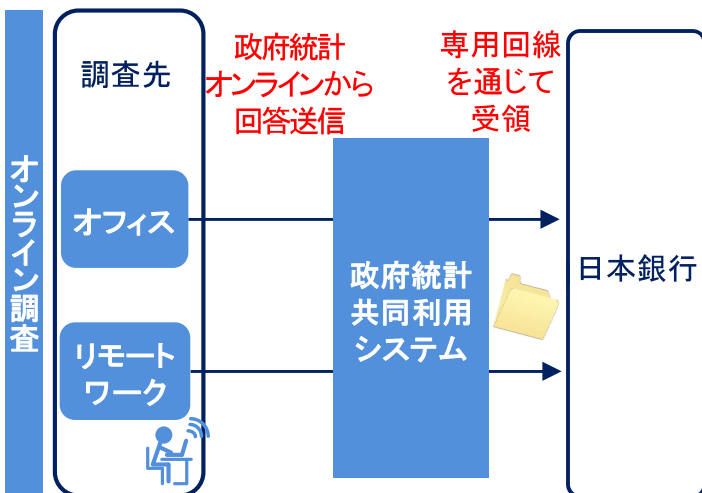 オンライン調査
調査先
政府統計
オンラインから
回答送信
専用回線
を通じて
受領
オフィス
リモート
ワーク
政府統計
共同利用
システム
日本銀行